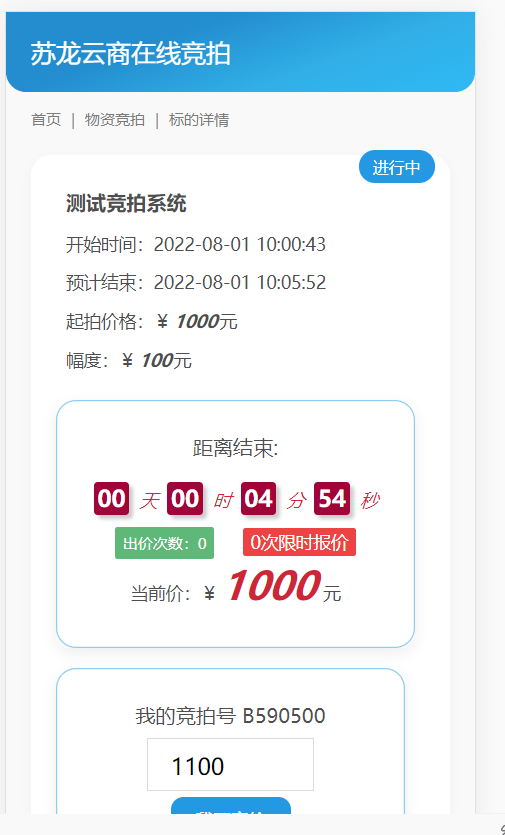 苏龙云商在线竞拍
首页 | 物资竞拍 | 标的详情
进行中
测试竞拍系统
开始时间：2022-08-01 10:00:43
预计结束：2022-08-01 10:05:52
起拍价格：￥ 1000元
幅度：￥ 100元
距离结束:
00 天 00 时 04 分 54 秒
出价次数：0 0次限时报价
当前价：￥ 1000 元
我的竞拍号 B590500
1100